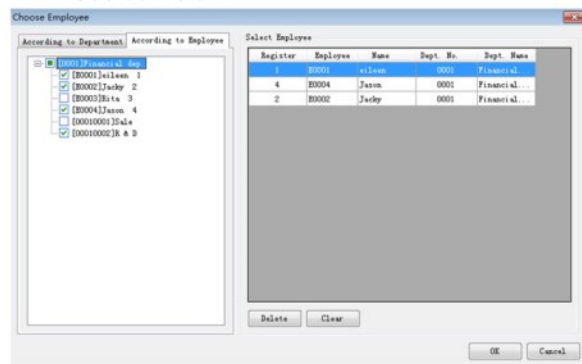 Choose Employee
According to Department According to Employee
[0001]Financial dep.
[E0001]eileen 1
[E0002]Jacky 2
[E0003]Rita 3
[E0004]Jason 4
[00010001]Sale
[00010002]R & D
Select Employee
Register Employee Name Dept. No. Dept. Name
1 E0001 eileen 0001 Financial
4 E0004 Jason 0001 Financial...
2 E0002 Jacky 0001 Financial...
Delete Clear
OK Cancel